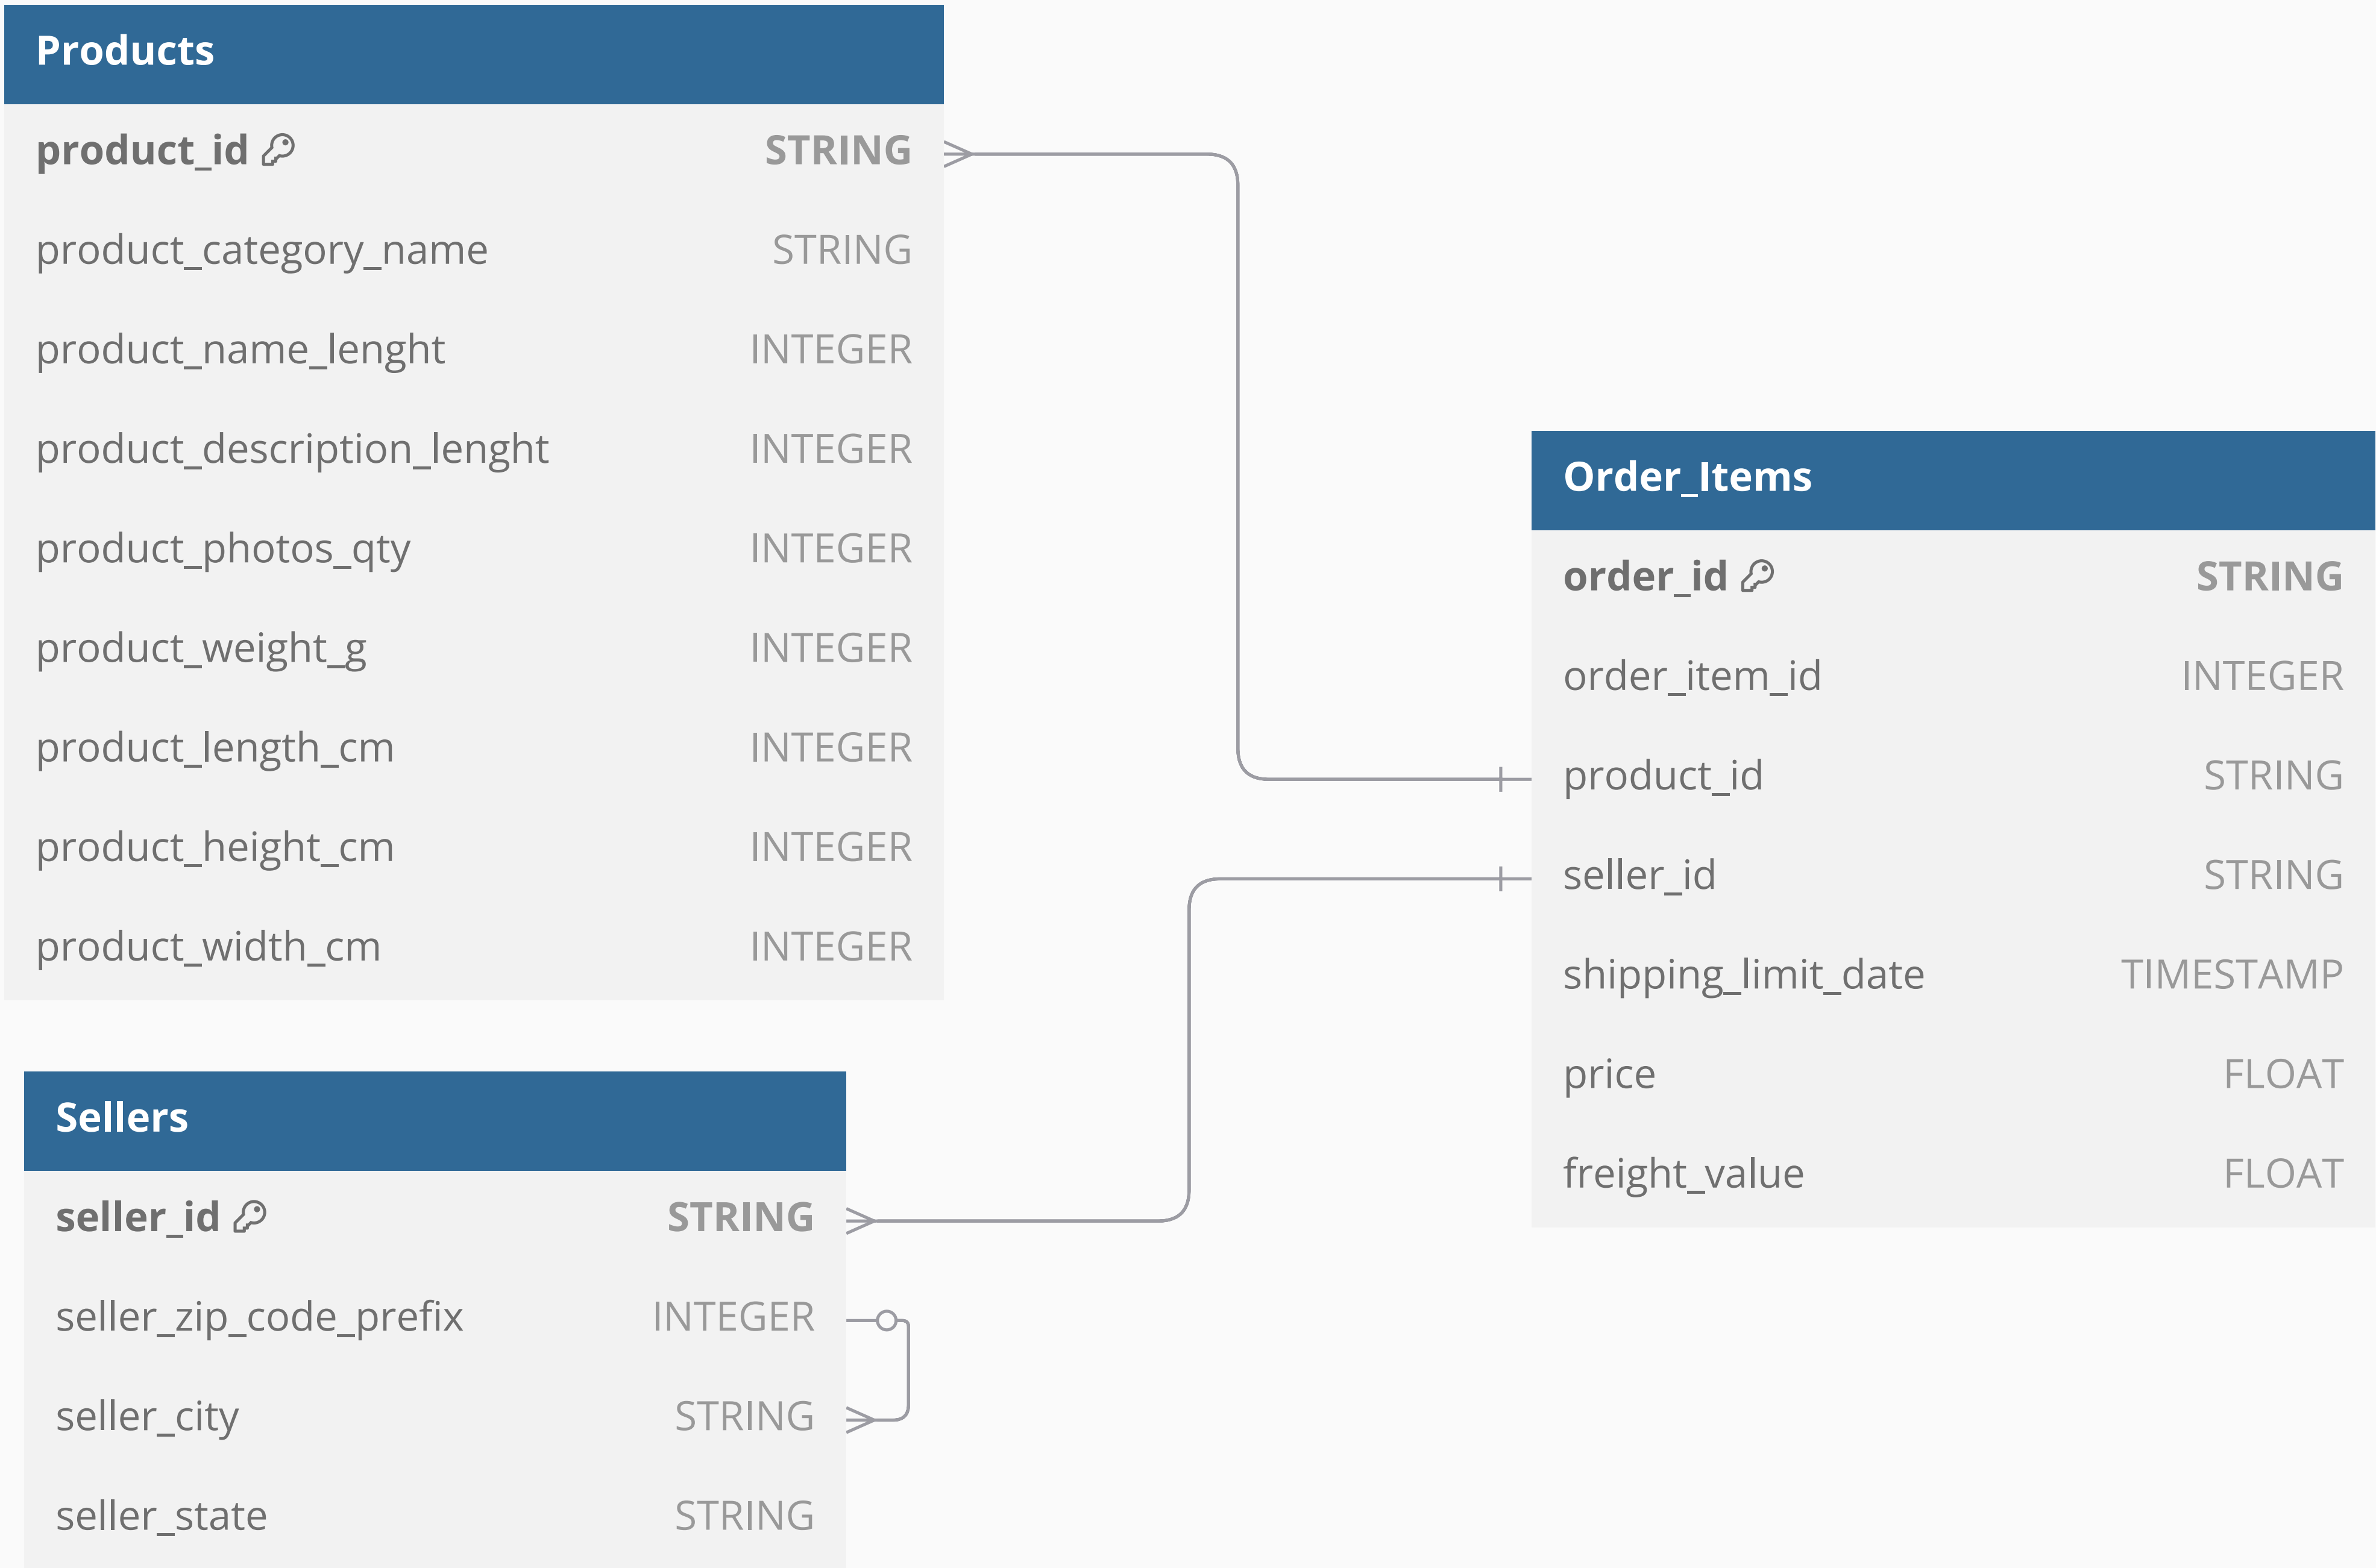 Products
product_id STRING
product_category_name STRING
product_name_lenght INTEGER
product_description_lenght INTEGER
product_photos_qty INTEGER
product_weight_g INTEGER
product_length_cm INTEGER
product_height_cm INTEGER
product_width_cm INTEGER
Order_Items
order_id STRING
order_item_id INTEGER
product_id STRING
seller_id STRING
shipping_limit_date TIMESTAMP
price FLOAT
freight_value FLOAT
Sellers
seller_id STRING
seller_zip_code_prefix INTEGER
seller_city STRING
seller_state STRING